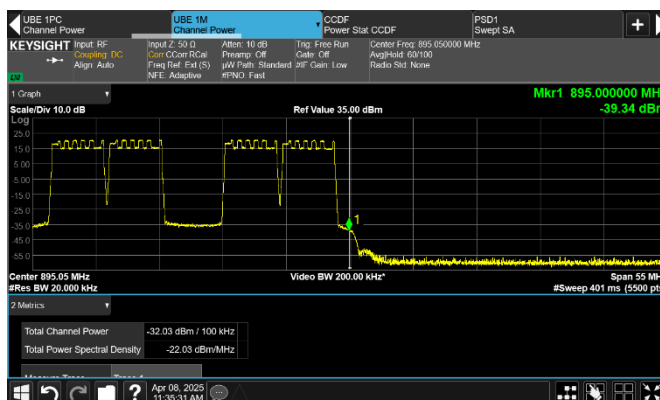 UBE 1PC
Channel Power
UBE 1M
Channel Power
CCDF
Power Stat CCDF
PSD1
Swept SA
KEYSIGHT
Input: RF
Coupling: DC
Align: Auto
Input Z: 50 Ω
Corr CCorr RCal
Freq Ref: Ext (S)
NFE: Adaptive
Atten: 10 dB
Preamp: Off
µW Path: Standard
#PNO: Fast
Trig: Free Run
Gate: Off
#IF Gain: Low
Center Freq: 895.050000 MHz
Avg|Hold: 60/100
Radio Std: None
1 Graph
Mkr1 895.000000 MH
Scale/Div 10.0 dB
Ref Value 35.00 dBm
-39.34 dBr
Log
25.0
15.0
5.00
-5.00
-15.0
-25.0
-35.0
-45.0
-55.0
1
Center 895.05 MHz
Video BW 200.00 kHz*
Span 55 MH
#Res BW 20.000 kHz
#Sweep 401 ms (5500 pts
2 Metrics
Total Channel Power -32.03 dBm / 100 kHz
Total Power Spectral Density -22.03 dBm/MHz
Apr 08, 2025
11:35:31 AM